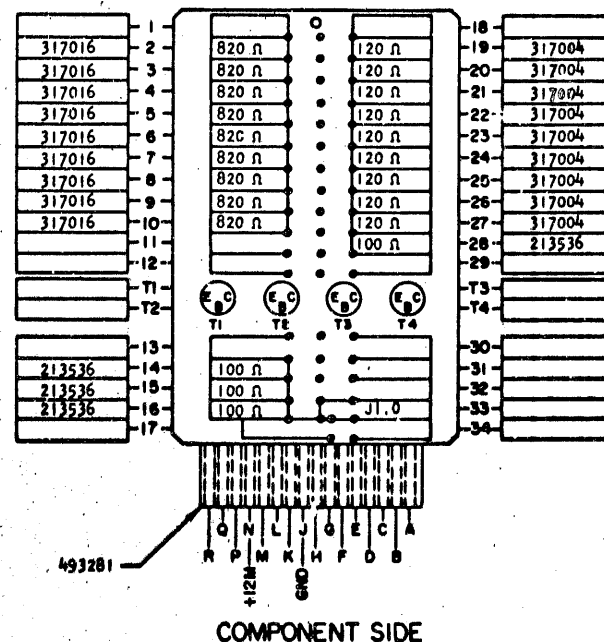 1 18
317016 2 820 Ω 120 Ω 19 317004
317016 3 820 Ω 120 Ω 20 317004
317016 4 820 Ω 120 Ω 21 317004
317016 5 820 Ω 120 Ω 22 317004
317016 6 820 Ω 120 Ω 23 317004
317016 7 820 Ω 120 Ω 24 317004
317016 8 820 Ω 120 Ω 25 317004
317016 9 820 Ω 120 Ω 26 317004
317016 10 820 Ω 120 Ω 27 317004
11 100 Ω 28 213536
12 29
T1 E B C E B C E B C E B C T3
T2 T1 T2 T3 T4 T4
13 30
213536 14 100 Ω 31
213536 15 100 Ω 32
213536 16 100 Ω J1.0 33
17 34
R Q P N M L K J H G F E D C B A
+12M GND
493281
COMPONENT SIDE